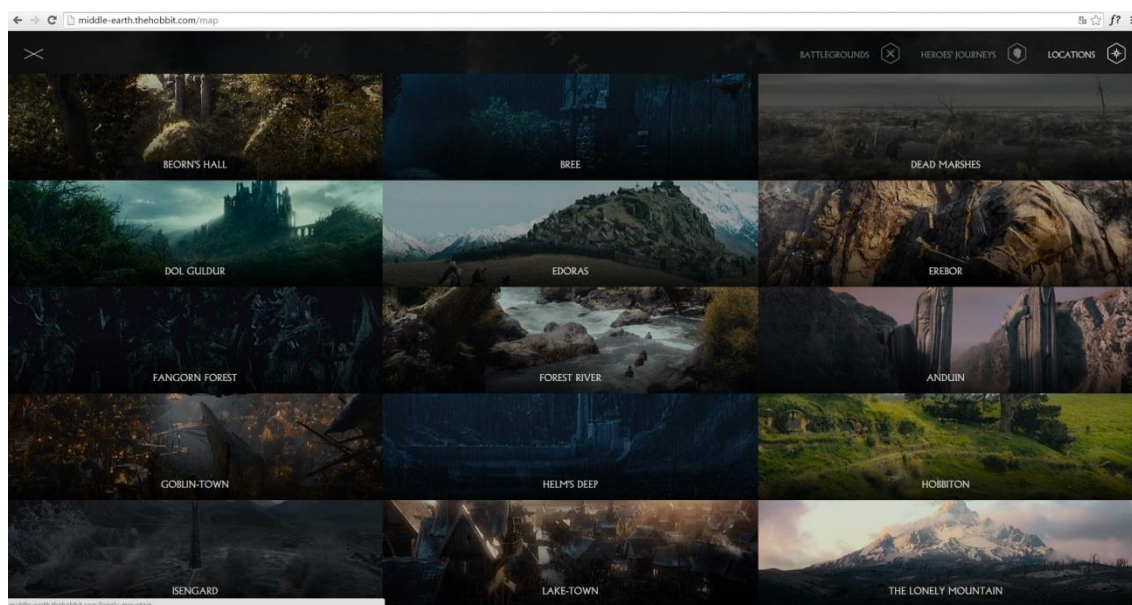 middle-earth.thehobbit.com/map
BATTLEGROUNDS HEROES' JOURNEYS LOCATIONS
BEORN'S HALL BREE DEAD MARSHES
DOL GULDUR EDORAS EREBOR
FANGORN FOREST FOREST RIVER ANDUIN
GOBLIN-TOWN HELM'S DEEP HOBBITON
ISENGARD LAKE-TOWN THE LONELY MOUNTAIN